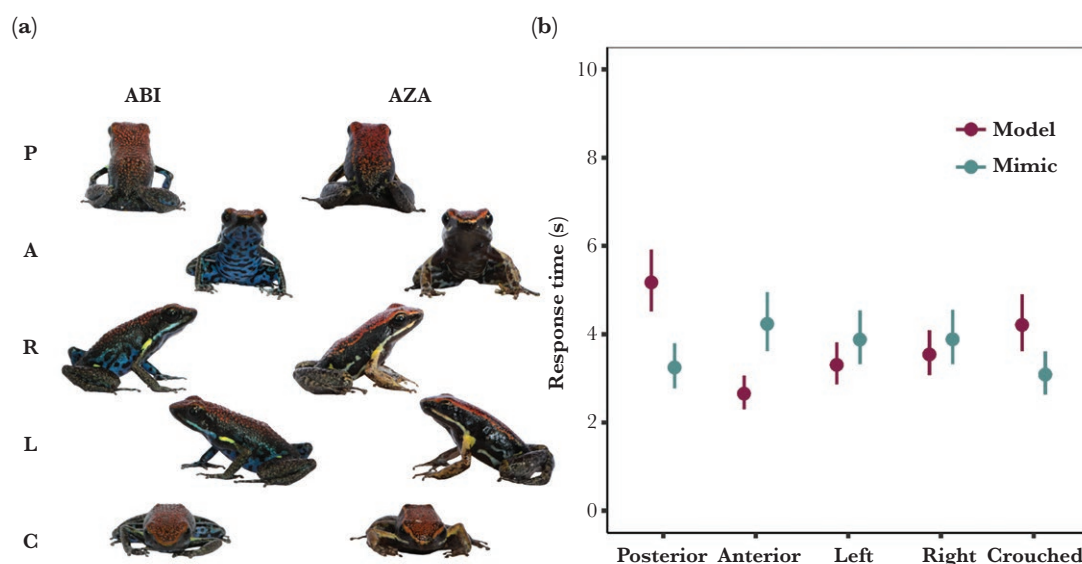 (a)
ABI AZA
P
A
R
L
C
(b)
Response time (s)
10
8
6
4
2
0
Model
Mimic
Posterior Anterior Left Right Crouched